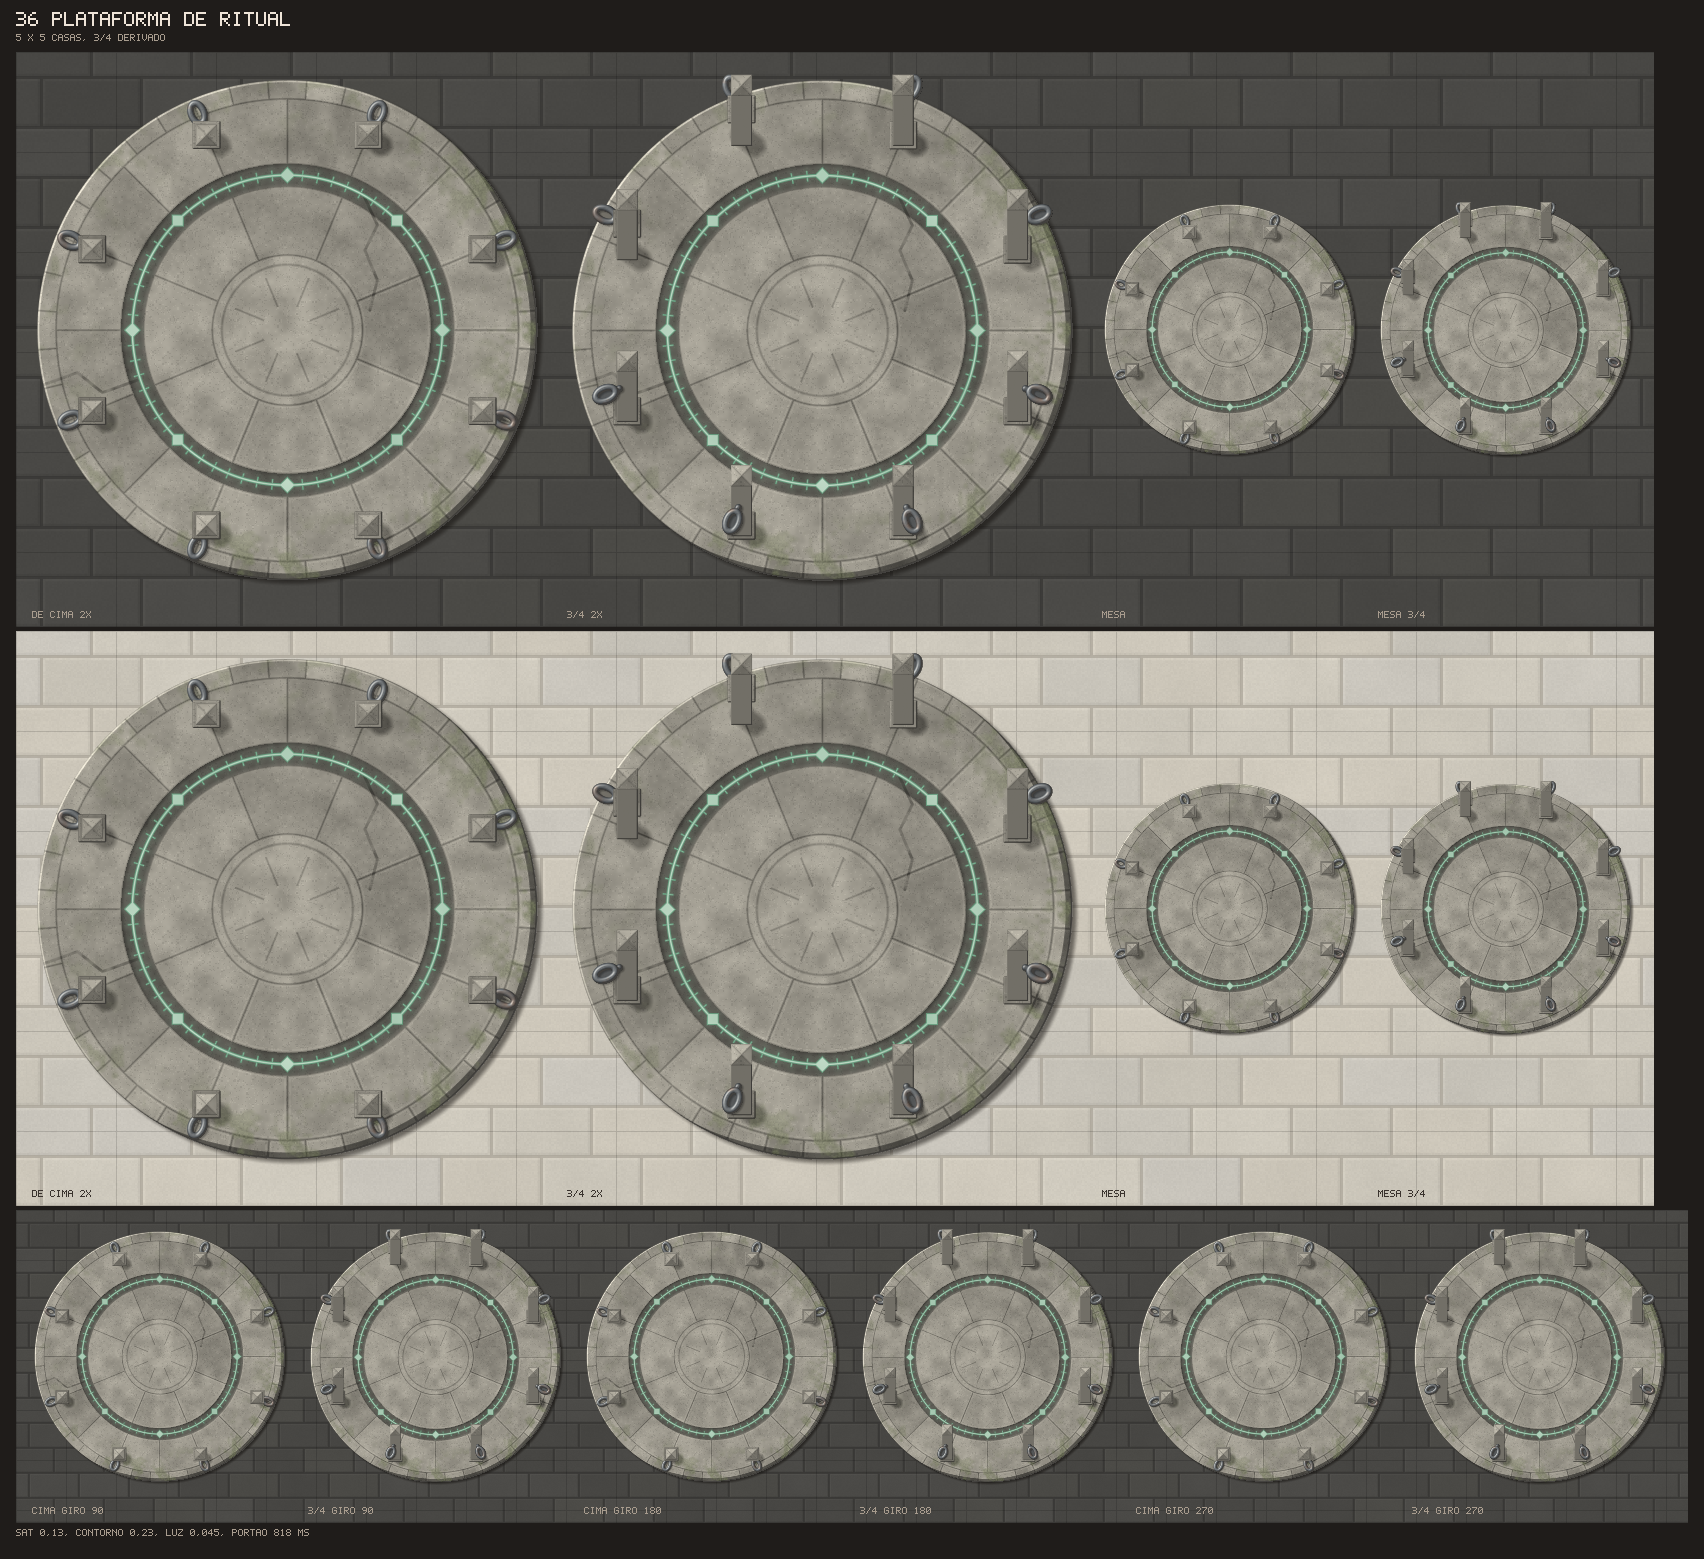 36 PLATAFORMA DE RITUAL
5 X 5 CASAS, 3/4 DERIVADO
DE CIMA 2X
3/4 2X
MESA
MESA 3/4
DE CIMA 2X
3/4 2X
MESA
MESA 3/4
CIMA GIRO 90
3/4 GIRO 90
CIMA GIRO 180
3/4 GIRO 180
CIMA GIRO 270
3/4 GIRO 270
SAT 0,13, CONTORNO 0,23, LUZ 0,045, PORTAO 818 MS